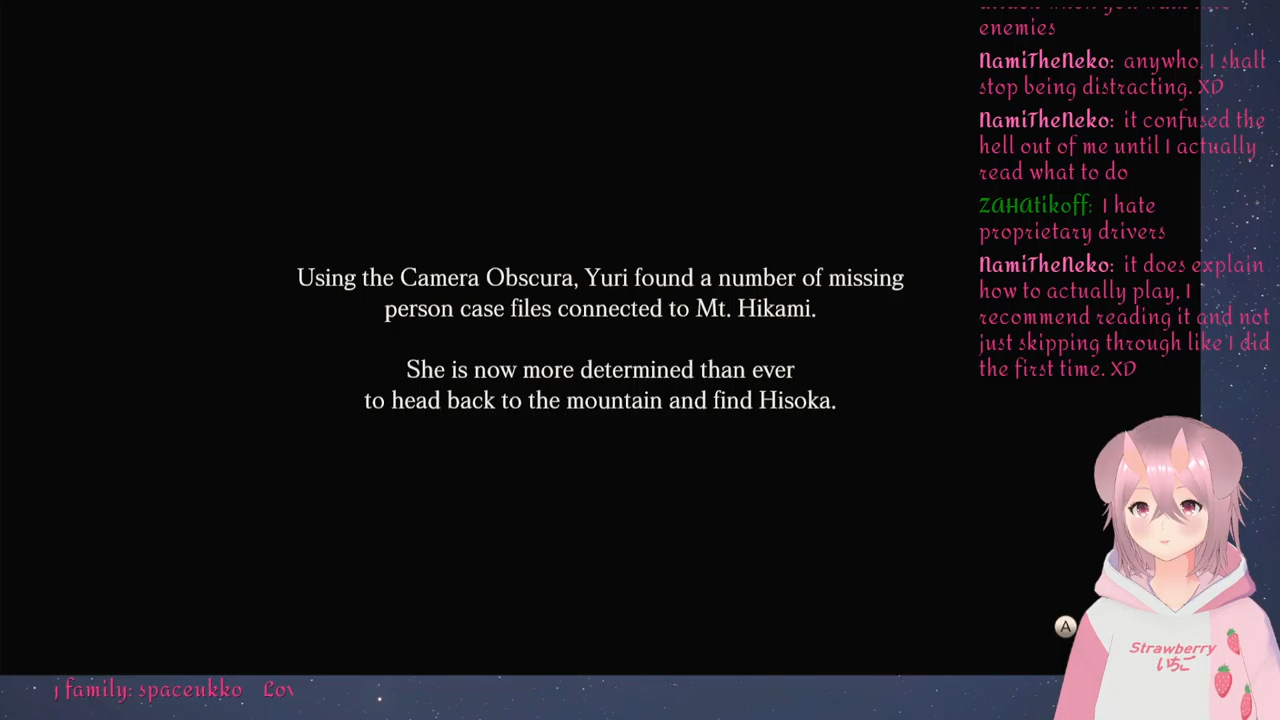 enemies
NamiTheNeko: anywho, I shall
stop being distracting. XD
NamiTheNeko: it confused the
hell out of me until I actually
read what to do
ZAHAtikoff: I hate
proprietary drivers
NamiTheNeko: it does explain
how to actually play, I
recommend reading it and not
just skipping through like I did
the first time. XD
Using the Camera Obscura, Yuri found a number of missing
person case files connected to Mt. Hikami.
She is now more determined than ever
to head back to the mountain and find Hisoka.
A
Strawberry
いちご
family: spaceukko